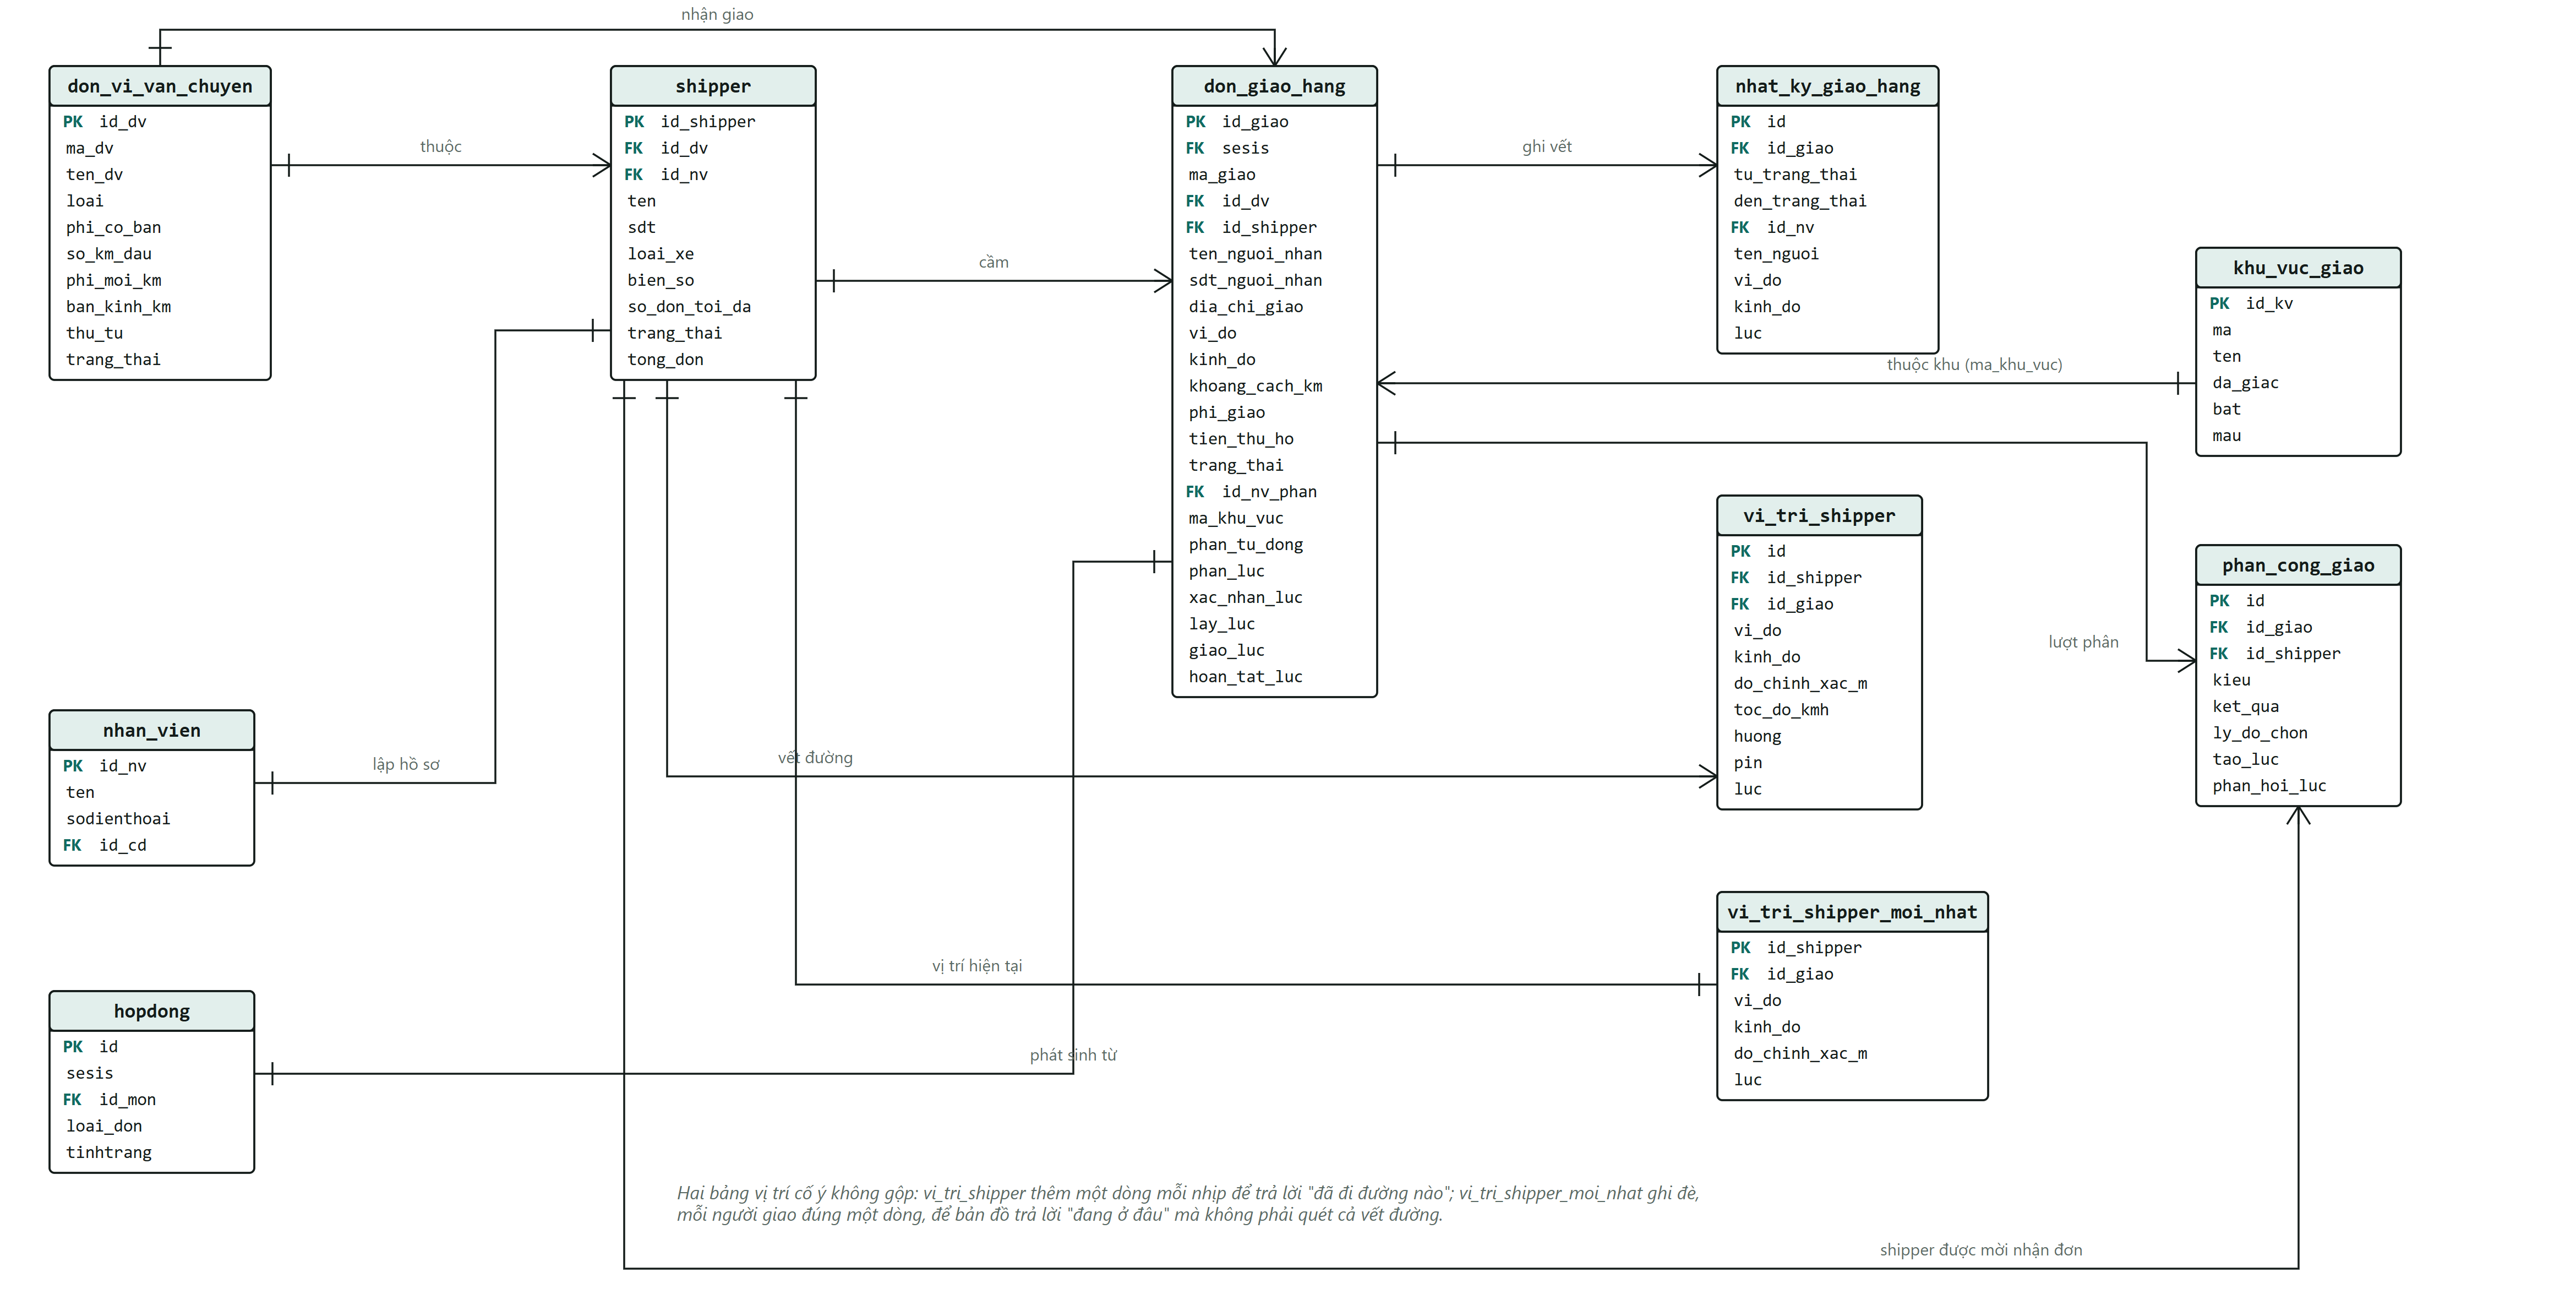 nhận giao
don_vi_van_chuyen
PK id_dv
ma_dv
ten_dv
loai
phi_co_ban
so_km_dau
phi_moi_km
ban_kinh_km
thu_tu
trang_thai
thuộc
shipper
PK id_shipper
FK id_dv
FK id_nv
ten
sdt
loai_xe
bien_so
so_don_toi_da
trang_thai
tong_don
cầm
don_giao_hang
PK id_giao
FK sesis
ma_giao
FK id_dv
FK id_shipper
ten_nguoi_nhan
sdt_nguoi_nhan
dia_chi_giao
vi_do
kinh_do
khoang_cach_km
phi_giao
tien_thu_ho
trang_thai
FK id_nv_phan
ma_khu_vuc
phan_tu_dong
phan_luc
xac_nhan_luc
lay_luc
giao_luc
hoan_tat_luc
ghi vết
nhat_ky_giao_hang
PK id
FK id_giao
tu_trang_thai
den_trang_thai
FK id_nv
ten_nguoi
vi_do
kinh_do
luc
thuộc khu (ma_khu_vuc)
khu_vuc_giao
PK id_kv
ma
ten
da_giac
bat
mau
vi_tri_shipper
PK id
FK id_shipper
FK id_giao
vi_do
kinh_do
do_chinh_xac_m
toc_do_kmh
huong
pin
luc
lượt phân
phan_cong_giao
PK id
FK id_giao
FK id_shipper
kieu
ket_qua
ly_do_chon
tao_luc
phan_hoi_luc
nhan_vien
PK id_nv
ten
sodienthoai
FK id_cd
lập hồ sơ
vết đường
vi_tri_shipper_moi_nhat
PK id_shipper
FK id_giao
vi_do
kinh_do
do_chinh_xac_m
luc
vị trí hiện tại
hopdong
PK id
sesis
FK id_mon
loai_don
tinhtrang
phát sinh từ
Hai bảng vị trí cố ý không gộp: vi_tri_shipper thêm một dòng mỗi nhịp để trả lời "đã đi đường nào"; vi_tri_shipper_moi_nhat ghi đè,
mỗi người giao đúng một dòng, để bản đồ trả lời "đang ở đâu" mà không phải quét cả vết đường.
shipper được mời nhận đơn